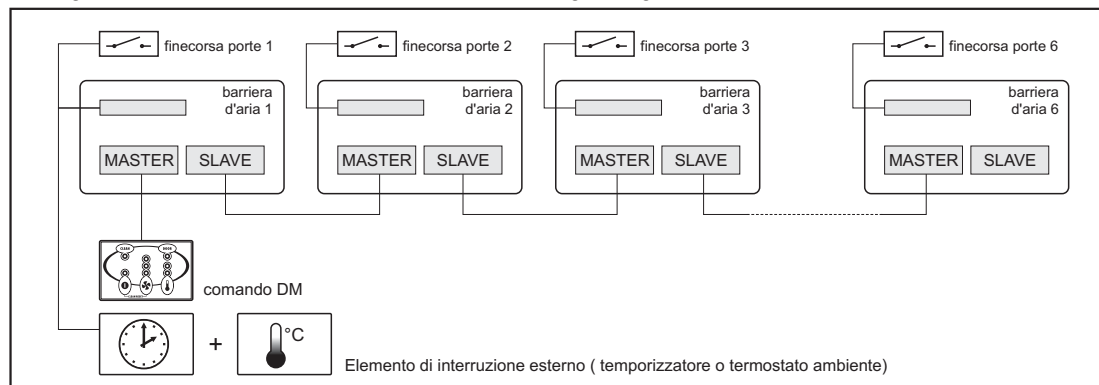 finecorsa porte 1
finecorsa porte 2
finecorsa porte 3
finecorsa porte 6
barriera
d'aria 1
barriera
d'aria 2
barriera
d'aria 3
barriera
d'aria 6
MASTER SLAVE
MASTER SLAVE
MASTER SLAVE
MASTER SLAVE
CLEAN DOOR
comando DM
+
°C
Elemento di interruzione esterno ( temporizzatore o termostato ambiente)